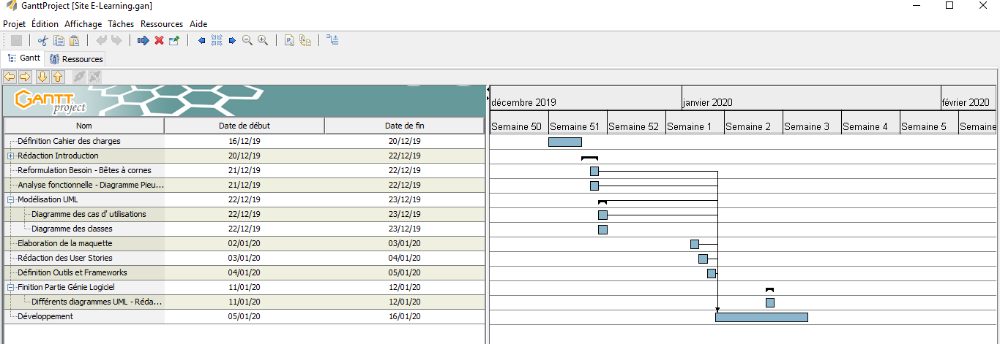 GanttProject [Site E-Learning.gan]
Projet Édition Affichage Tâches Ressources Aide
Gantt Ressources
GANTT project
décembre 2019 janvier 2020 février 2020
Nom Date de début Date de fin Semaine 50 Semaine 51 Semaine 52 Semaine 1 Semaine 2 Semaine 3 Semaine 4 Semaine 5 Semaine
Définition Cahier des charges 16/12/19 20/12/19
Rédaction Introduction 20/12/19 22/12/19
Reformulation Besoin - Bêtes à cornes 21/12/19 22/12/19
Analyse fonctionnelle - Diagramme Pieu... 21/12/19 22/12/19
Modélisation UML 22/12/19 23/12/19
Diagramme des cas d' utilisations 22/12/19 23/12/19
Diagramme des classes 22/12/19 23/12/19
Elaboration de la maquette 02/01/20 03/01/20
Rédaction des User Stories 03/01/20 04/01/20
Définition Outils et Frameworks 04/01/20 05/01/20
Finition Partie Génie Logiciel 11/01/20 12/01/20
Différents diagrammes UML - Réda... 11/01/20 12/01/20
Développement 05/01/20 16/01/20